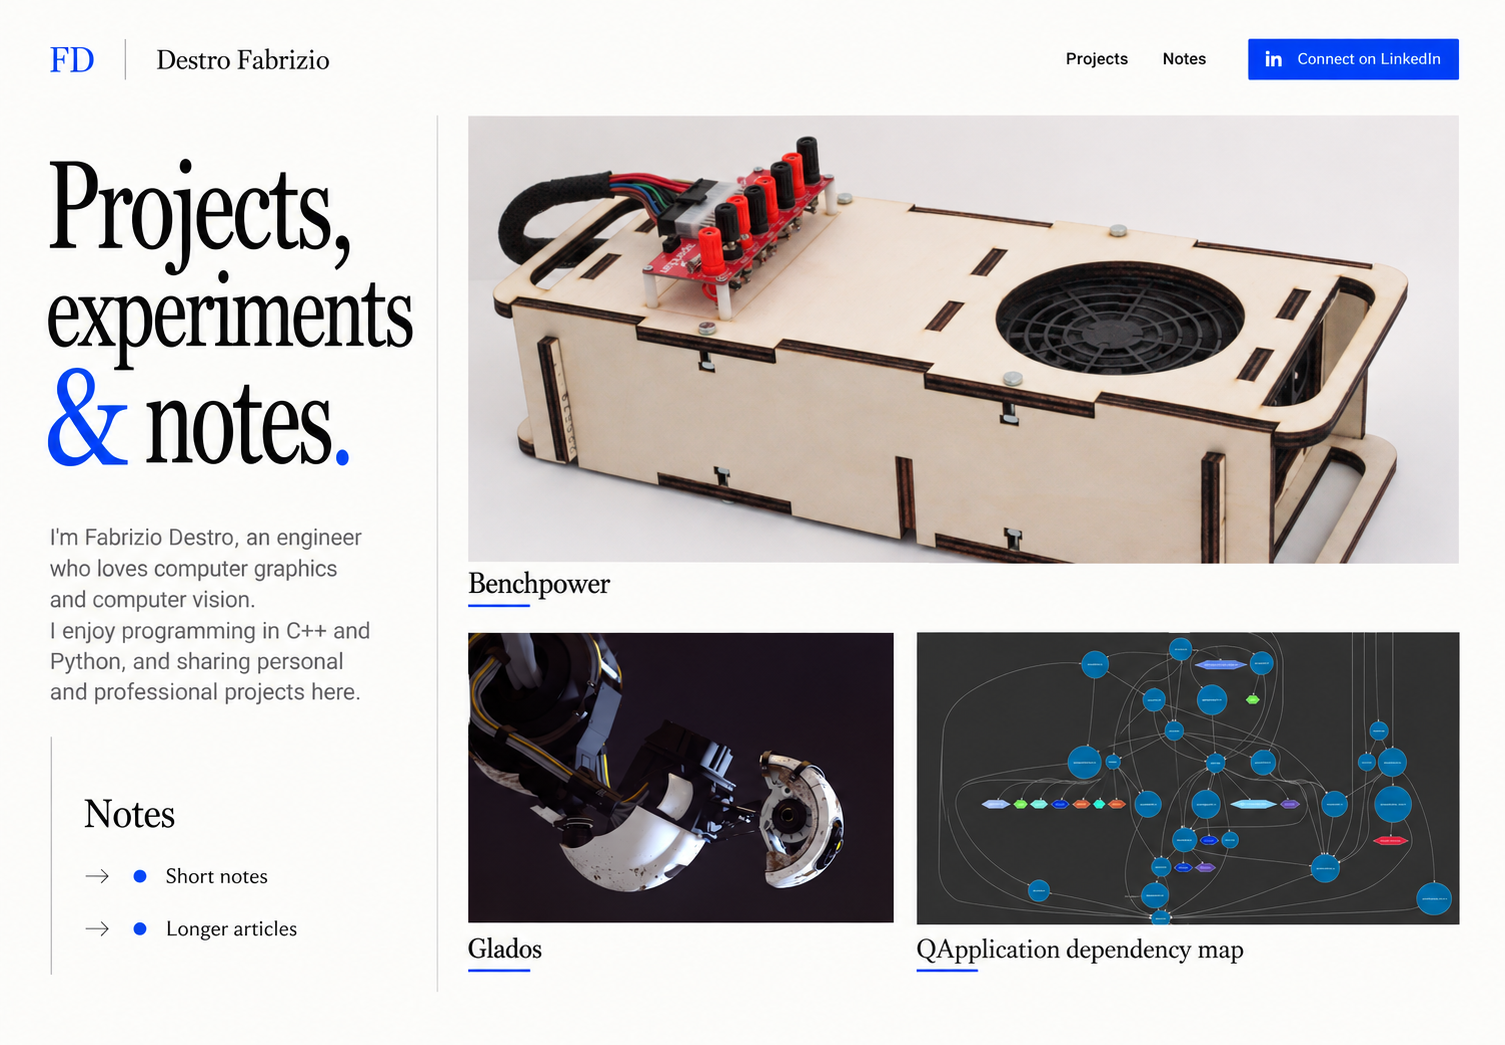 FD
Destro Fabrizio
Projects
Notes
in Connect on LinkedIn
Projects,
experiments
& notes.
I'm Fabrizio Destro, an engineer
who loves computer graphics
and computer vision.
I enjoy programming in C++ and
Python, and sharing personal
and professional projects here.
Notes
→ Short notes
→ Longer articles
Benchpower
Glados
QApplication dependency map